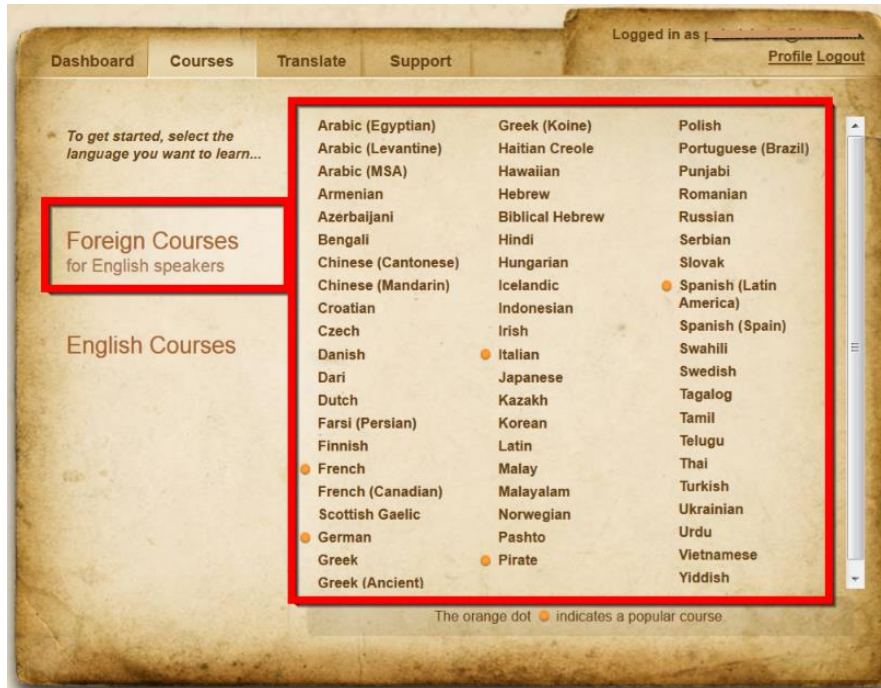 Logged in as
Dashboard Courses Translate Support Profile Logout
To get started, select the
language you want to learn...
Foreign Courses
for English speakers
English Courses
Arabic (Egyptian)
Arabic (Levantine)
Arabic (MSA)
Armenian
Azerbaijani
Bengali
Chinese (Cantonese)
Chinese (Mandarin)
Croatian
Czech
Danish
Dari
Dutch
Farsi (Persian)
Finnish
French
French (Canadian)
Scottish Gaelic
German
Greek
Greek (Ancient)
Greek (Koine)
Haitian Creole
Hawaiian
Hebrew
Biblical Hebrew
Hindi
Hungarian
Icelandic
Indonesian
Irish
Italian
Japanese
Kazakh
Korean
Latin
Malay
Malayalam
Norwegian
Pashto
Pirate
Polish
Portuguese (Brazil)
Punjabi
Romanian
Russian
Serbian
Slovak
Spanish (Latin
America)
Spanish (Spain)
Swahili
Swedish
Tagalog
Tamil
Telugu
Thai
Turkish
Ukrainian
Urdu
Vietnamese
Yiddish
The orange dot indicates a popular course.